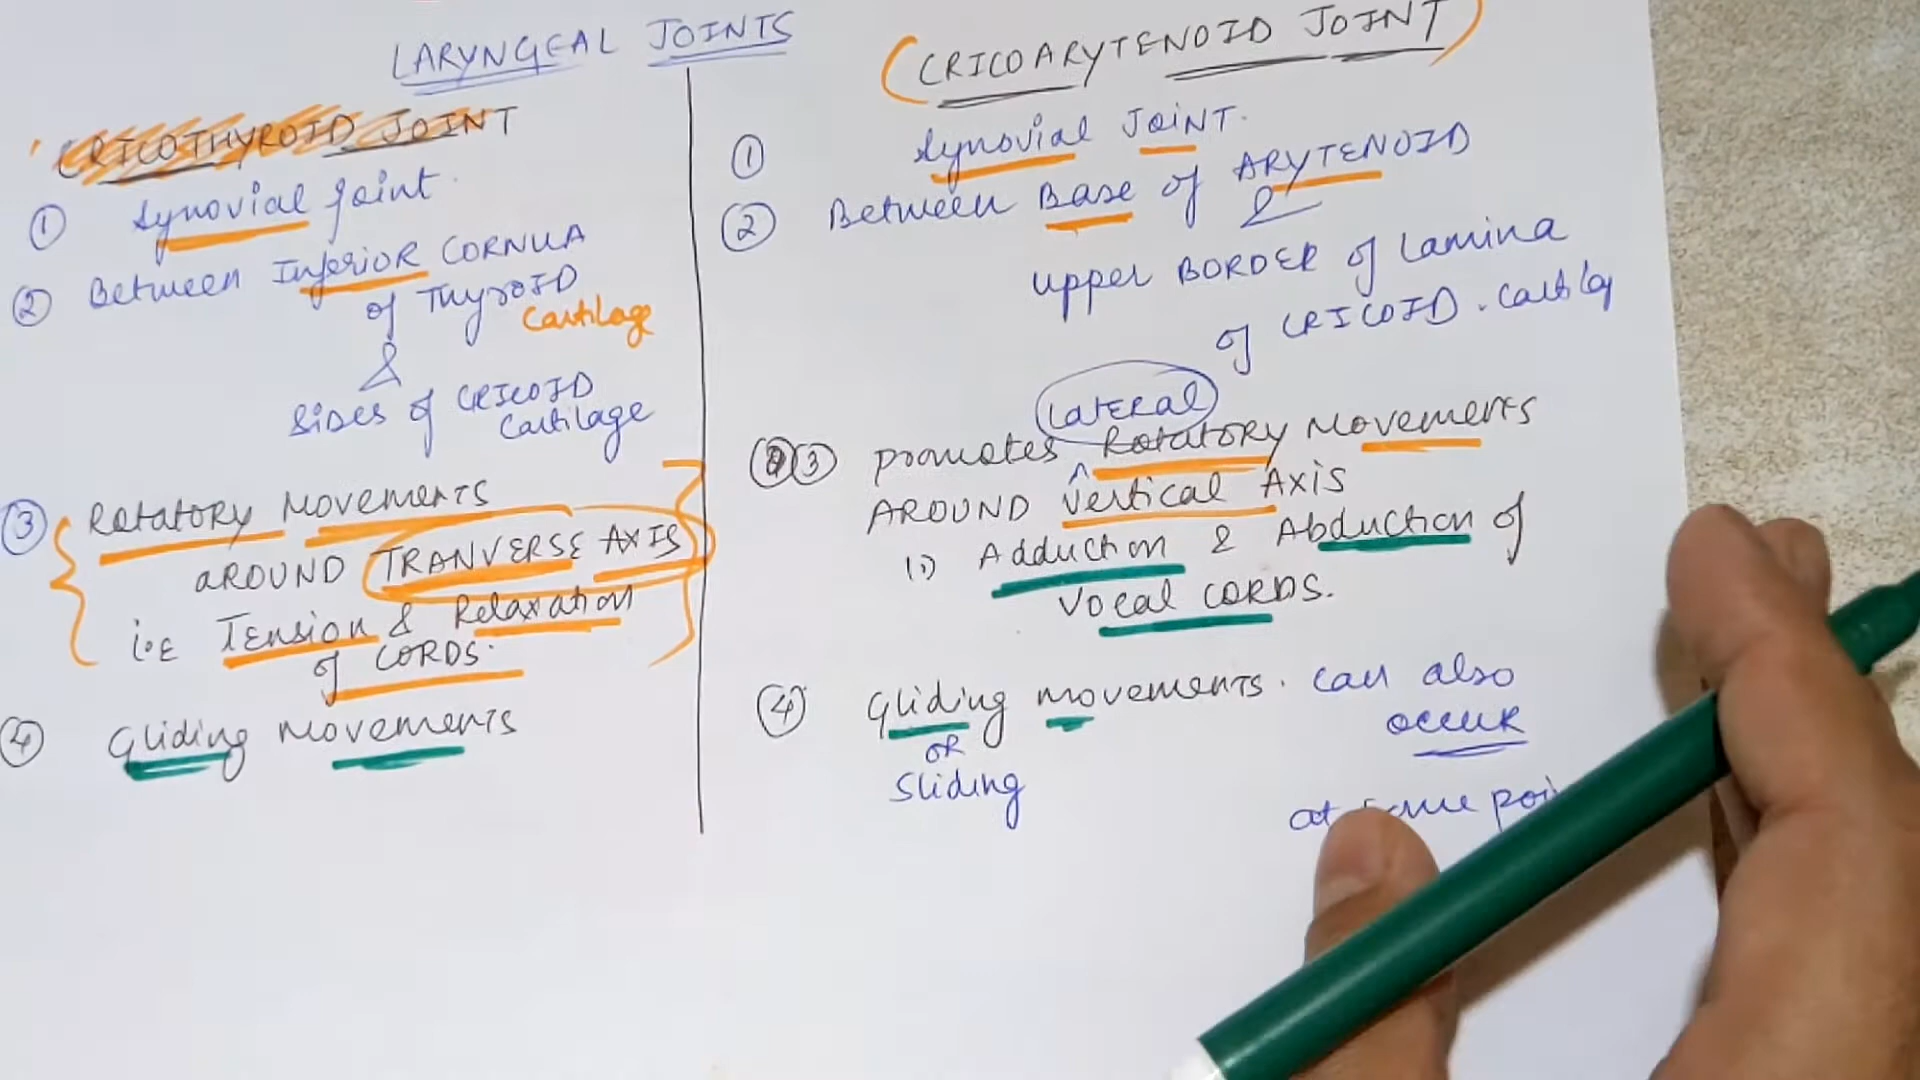 LARYNGEAL JOINTS
CRICOTHYROID JOINT
① Synovial joint.
② Between Inferior CORNUA
of ThyroID
Cartilage
&
Sides of CRICOID
Cartilage
③ Rotatory Movements
aROUND TRANVERSE AXIS
i.e Tension & Relaxation
of CORDS.
④ Gliding Movements
(CRICOARYTENOID JOINT)
① Synovial JOINT.
② Between Base of ARYTENOID
&
upper BORDER of Lamina
of CRICOID.
Lateral
③ promotes Rotatory Movements
AROUND vertical Axis
1) Adduction & Abduction of
Vocal CORDS.
④ Gliding movements. can also
OR occur
Sliding
at